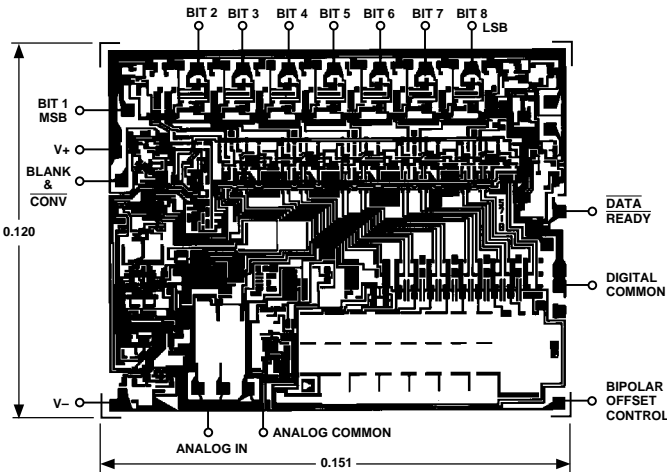 BIT 2 BIT 3 BIT 4 BIT 5 BIT 6 BIT 7 BIT 8
LSB
BIT 1
MSB
V+
BLANK
&
CONV
0.120
DATA
READY
DIGITAL
COMMON
V–
BIPOLAR
OFFSET
CONTROL
ANALOG IN
ANALOG COMMON
0.151